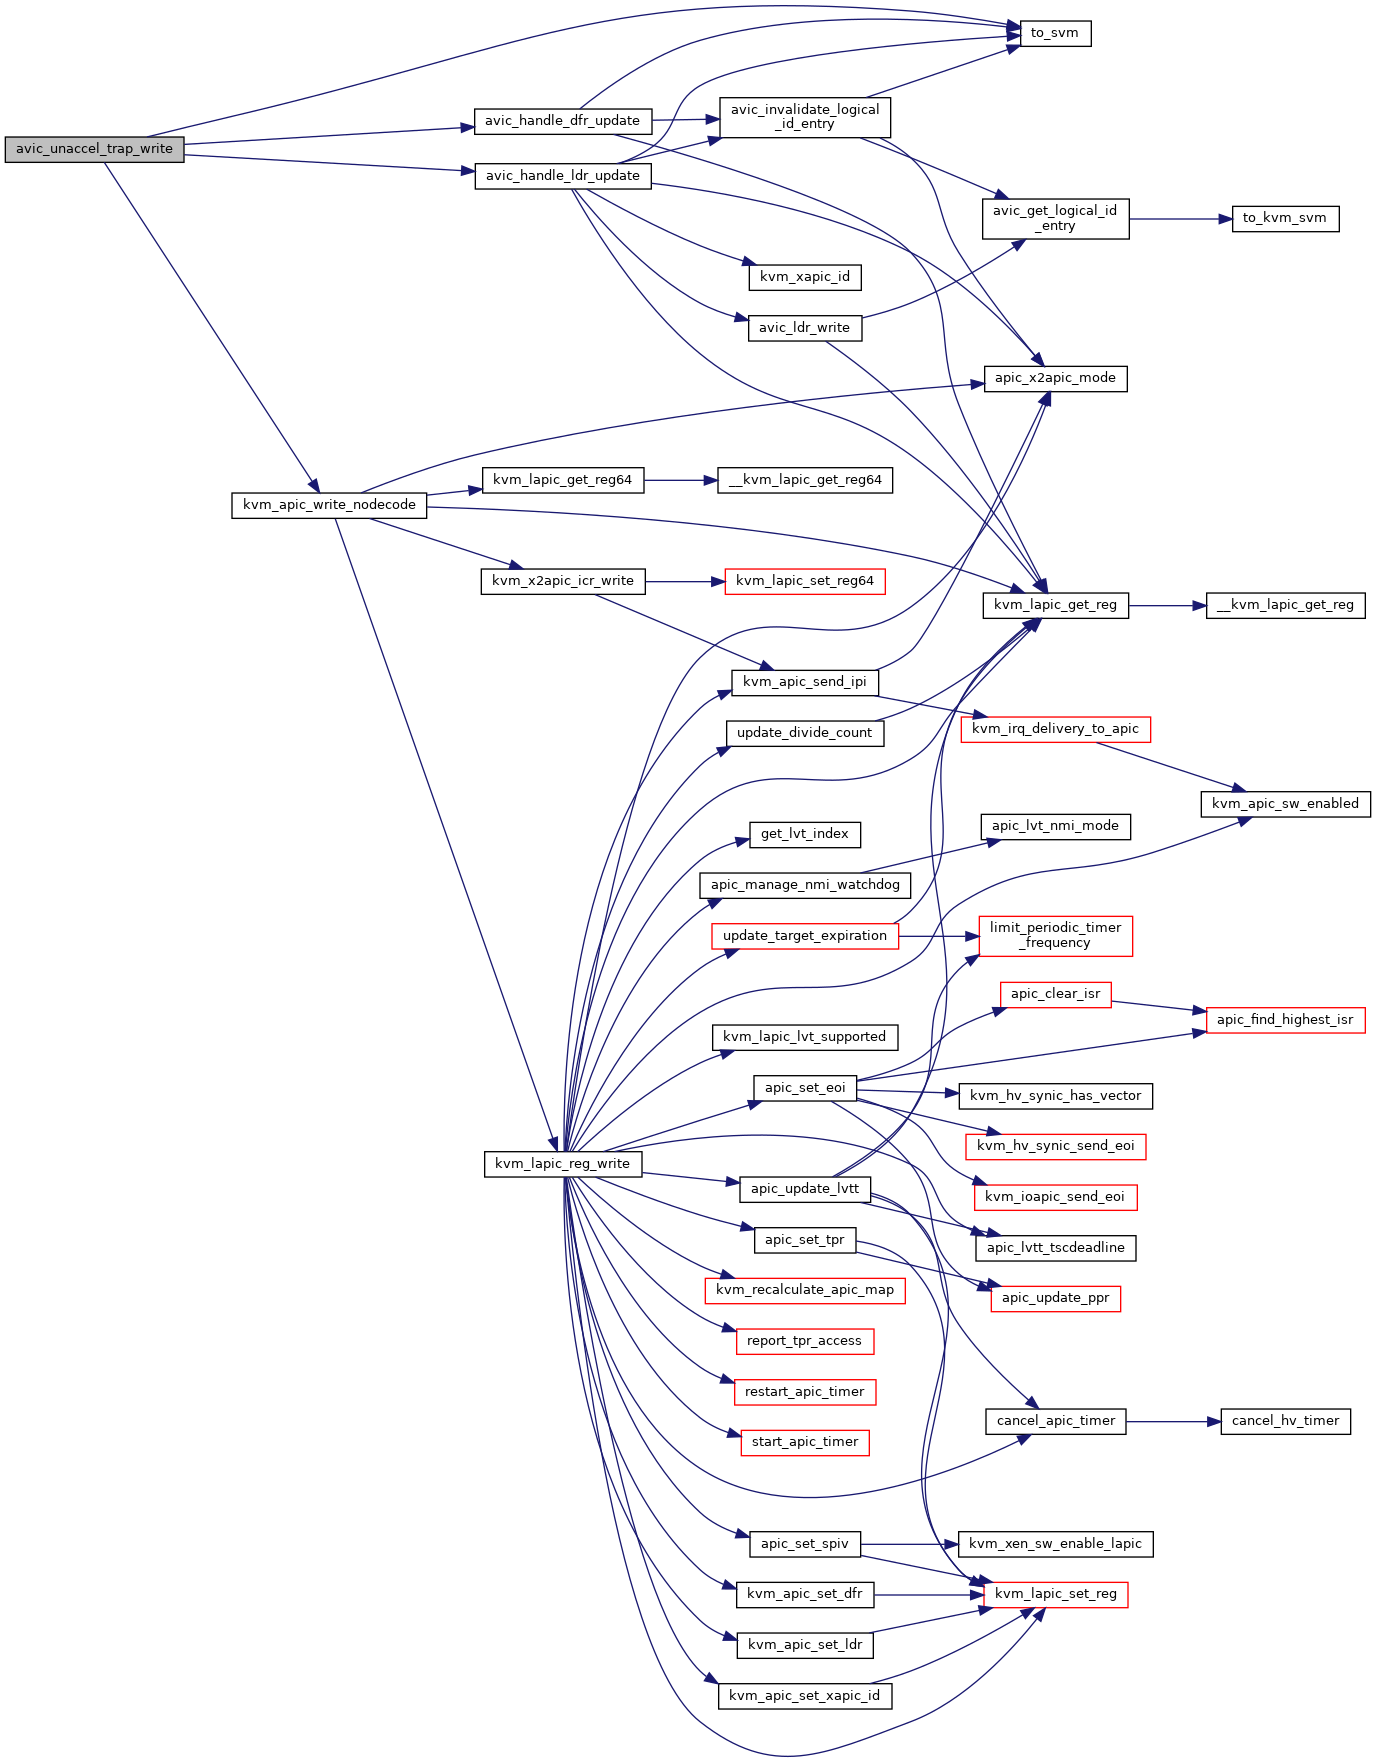 to_svm
avic_handle_dfr_update
avic_invalidate_logical
_id_entry
avic_unaccel_trap_write
avic_handle_ldr_update
avic_get_logical_id
_entry
to_kvm_svm
kvm_xapic_id
avic_ldr_write
apic_x2apic_mode
kvm_lapic_get_reg64
__kvm_lapic_get_reg64
kvm_apic_write_nodecode
kvm_x2apic_icr_write
kvm_lapic_set_reg64
kvm_lapic_get_reg
__kvm_lapic_get_reg
kvm_apic_send_ipi
kvm_irq_delivery_to_apic
update_divide_count
kvm_apic_sw_enabled
get_lvt_index
apic_lvt_nmi_mode
apic_manage_nmi_watchdog
update_target_expiration
limit_periodic_timer
_frequency
apic_clear_isr
apic_find_highest_isr
kvm_lapic_lvt_supported
apic_set_eoi
kvm_hv_synic_has_vector
kvm_hv_synic_send_eoi
kvm_lapic_reg_write
apic_update_lvtt
kvm_ioapic_send_eoi
apic_set_tpr
apic_lvtt_tscdeadline
kvm_recalculate_apic_map
apic_update_ppr
report_tpr_access
restart_apic_timer
cancel_apic_timer
cancel_hv_timer
start_apic_timer
apic_set_spiv
kvm_xen_sw_enable_lapic
kvm_apic_set_dfr
kvm_lapic_set_reg
kvm_apic_set_ldr
kvm_apic_set_xapic_id